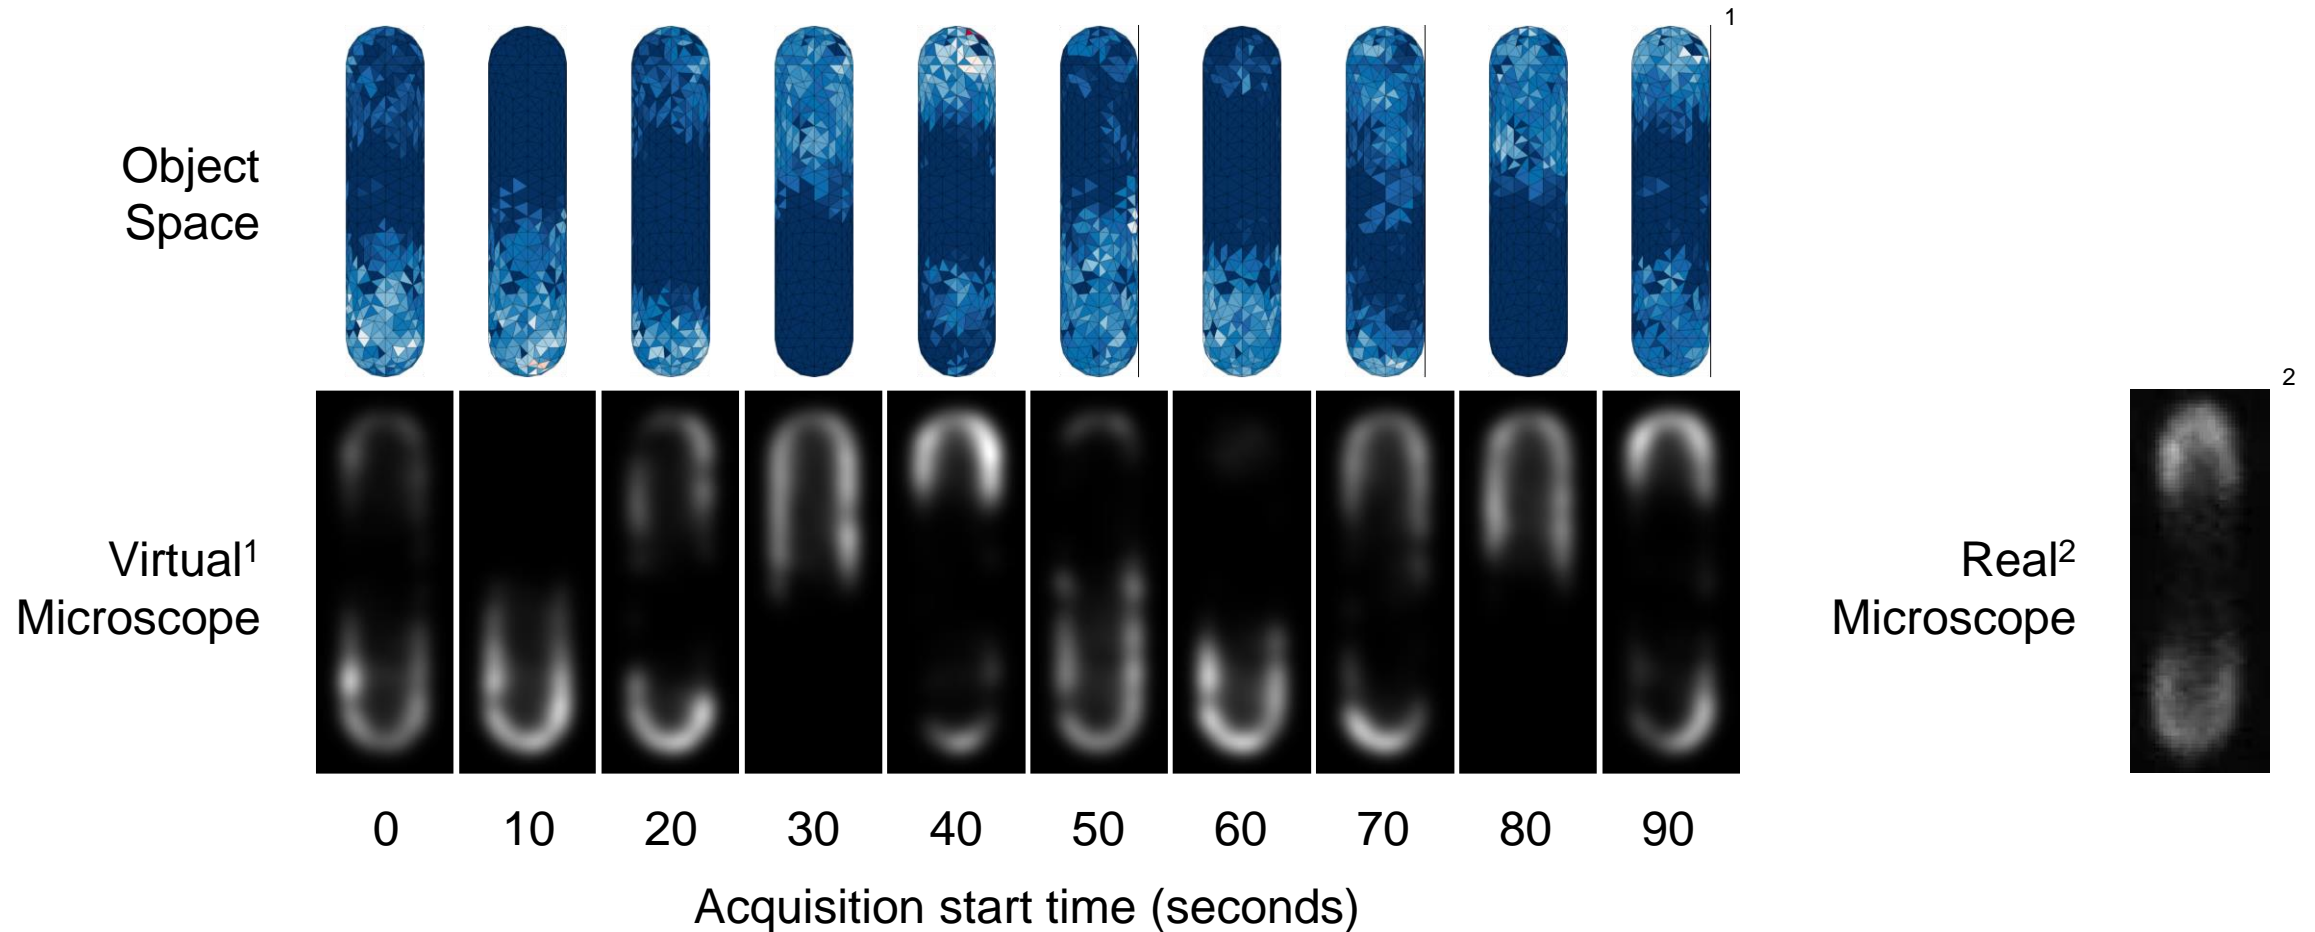 1
Object
Space
2
Virtual1
Microscope
Real2
Microscope
0 10 20 30 40 50 60 70 80 90
Acquisition start time (seconds)